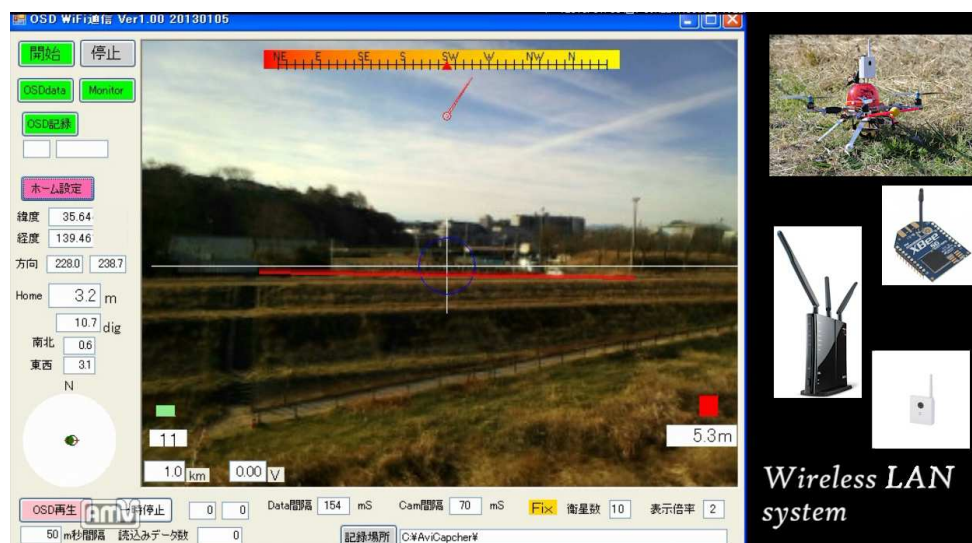 OSD WiFi通信 Ver1.00 20130105
開始 停止
OSDdata Monitor
OSD記録
ホーム設定
緯度 35.64
経度 139.46
方向 228.0 238.7
Home 3.2 m
10.7 dig
南北 0.6
東西 3.1
N
NE E SE S SW W NW N
11
1.0 km 0.00 V
5.3m
OSD再生 時停止 0 0 Data間隔 154 mS Cam間隔 70 mS Fix 衛星数 10 表示倍率 2
AMV
50 m秒間隔 読込みデータ数 0 記録場所 C:¥AviCapcher¥
XBee
Wireless LAN
system